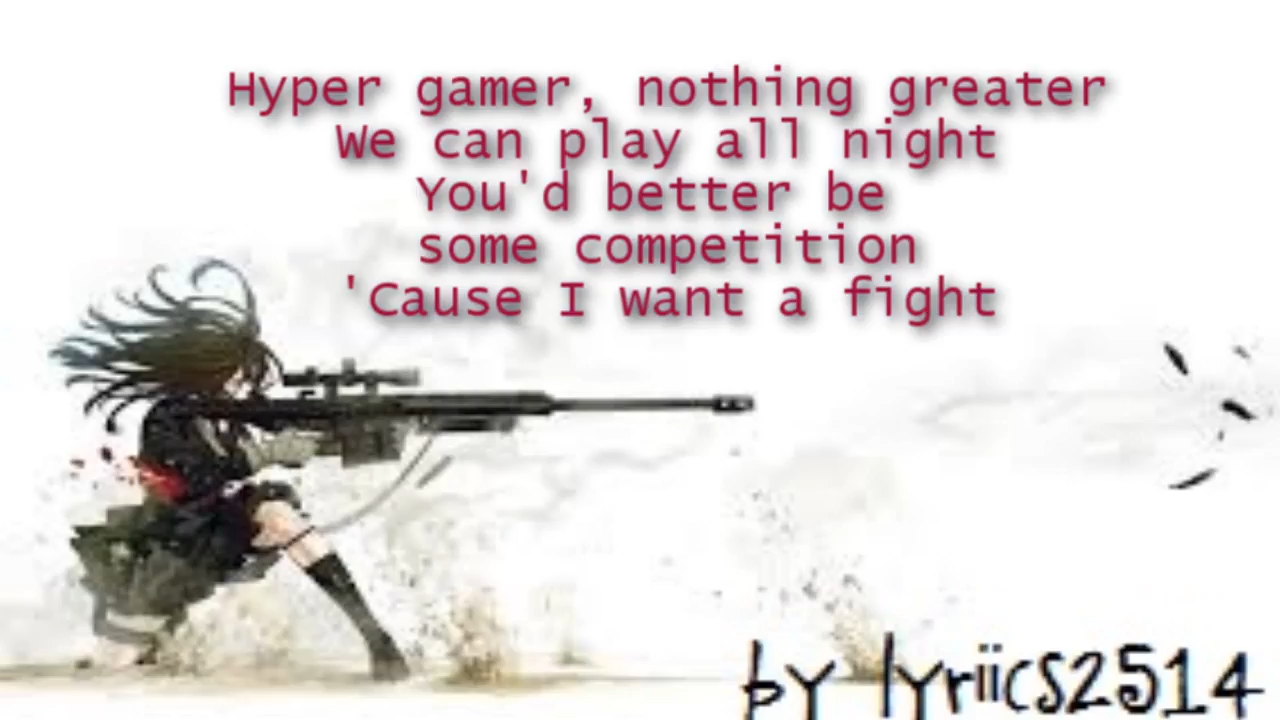 Hyper gamer, nothing greater
We can play all night
You'd better be
some competition
'Cause I want a fight
by lyriics2514